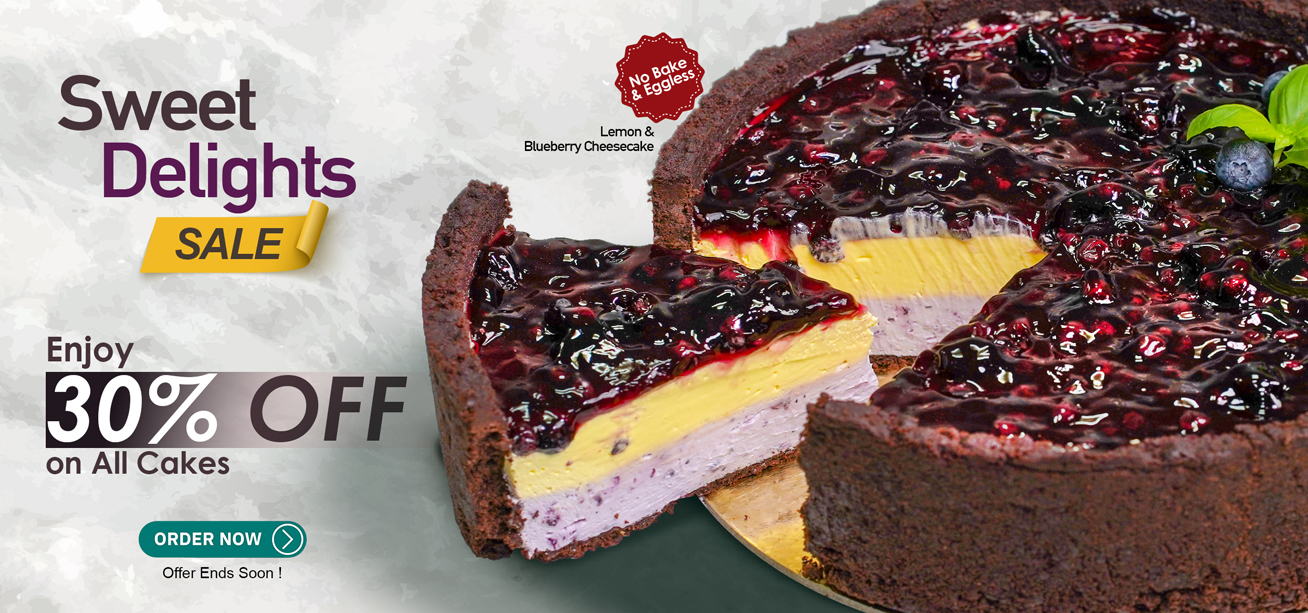 Sweet
Delights
SALE
Enjoy
30% OFF
on All Cakes
ORDER NOW
Offer Ends Soon !
No Bake
& Eggless
Lemon &
Blueberry Cheesecake